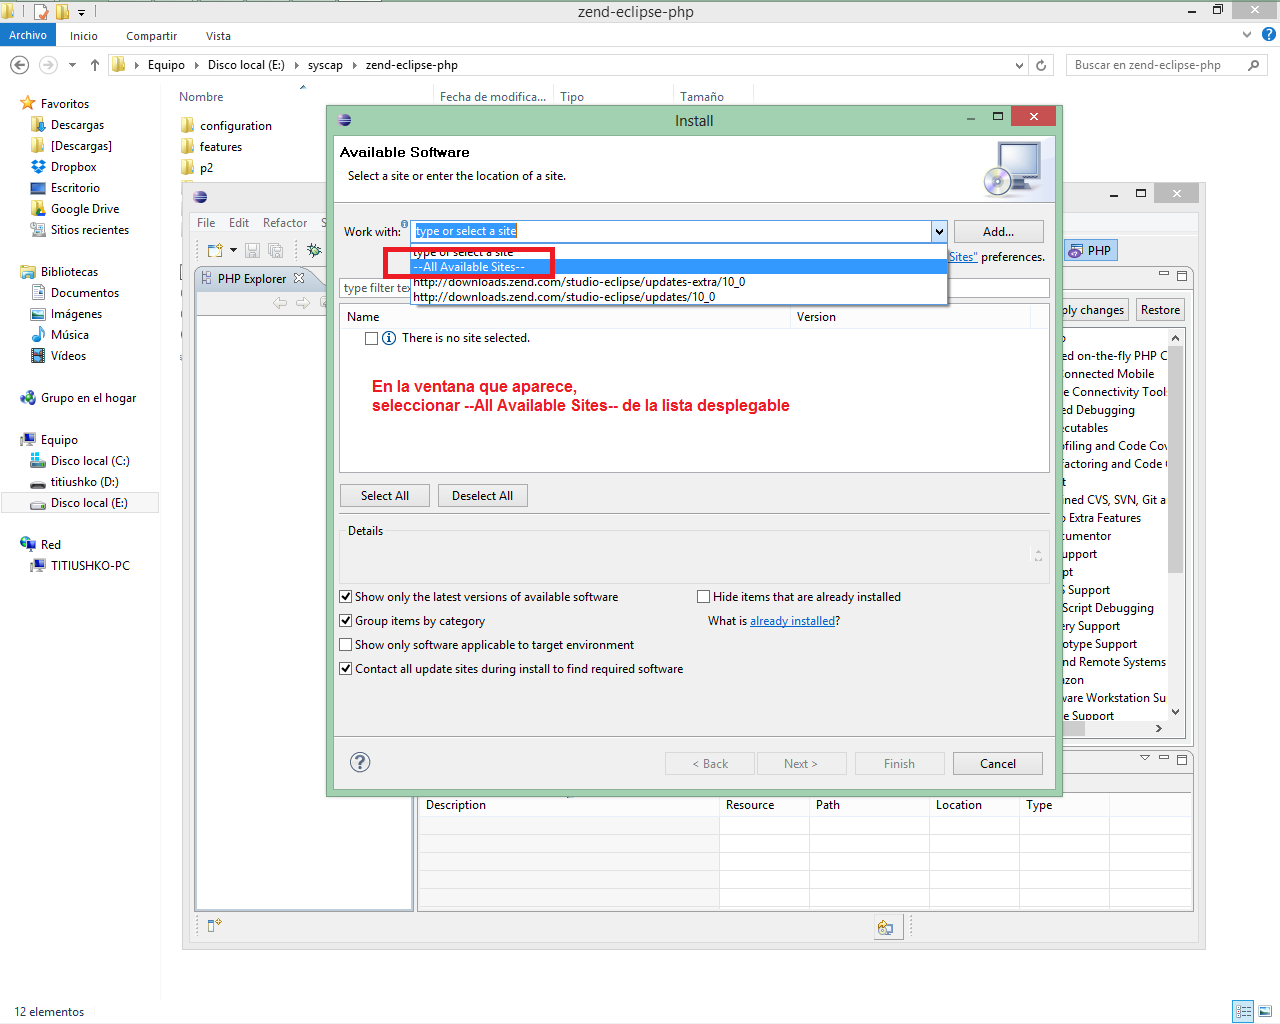 zend-eclipse-php
Archivo
Inicio
Compartir
Vista
Equipo
Disco local (E:)
syscap
zend-eclipse-php
Buscar en zend-eclipse-php
Favoritos
Descargas
[Descargas]
Dropbox
Escritorio
Google Drive
Sitios recientes
Bibliotecas
Documentos
Imágenes
Música
Vídeos
Grupo en el hogar
Equipo
Disco local (C:)
titiushko (D:)
Disco local (E:)
Red
TITIUSHKO-PC
Nombre
Fecha de modifica...
Tipo
Tamaño
configuration
features
p2
File
Edit
Refactor
PHP Explorer
Install
Available Software
Select a site or enter the location of a site.
Work with:
type or select a site
Add...
type or select a site
--All Available Sites--
http://downloads.zend.com/studio-eclipse/updates-extra/10_0
http://downloads.zend.com/studio-eclipse/updates/10_0
Sites" preferences.
type filter te
Name
Version
There is no site selected.
En la ventana que aparece,
seleccionar --All Available Sites-- de la lista desplegable
Select All
Deselect All
Details
Show only the latest versions of available software
Hide items that are already installed
Group items by category
What is already installed?
Show only software applicable to target environment
Contact all update sites during install to find required software
< Back
Next >
Finish
Cancel
PHP
ply changes
Restore
ed on-the-fly PHP C
Connected Mobile
e Connectivity Tool
ed Debugging
ecutables
ofiling and Code Cov
factoring and Code
t
ined CVS, SVN, Git a
o Extra Features
cumentor
upport
pt
S Support
Script Debugging
ery Support
otype Support
nd Remote Systems
azon
ware Workstation Su
e Support
Description
Resource
Path
Location
Type
12 elementos